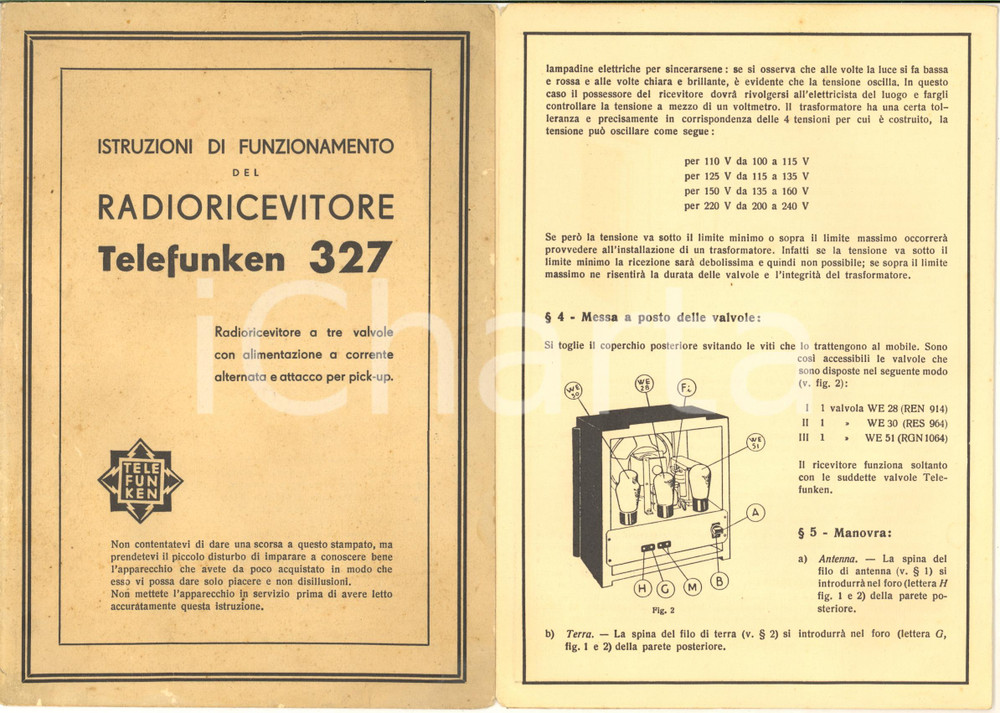 ISTRUZIONI DI FUNZIONAMENTO
DEL
RADIORICEVITORE
Telefunken 327
Radioricevitore a tre valvole
con alimentazione a corrente
alternata e attacco per pick-up.
TELE
FUN
KEN
Non contentatevi di dare una scorsa a questo stampato, ma
prendetevi il piccolo disturbo di imparare a conoscere bene
l'apparecchio che avete da poco acquistato in modo che
esso vi possa dare solo piacere e non disillusioni.
Non mettete l'apparecchio in servizio prima di avere letto
accuratamente questa istruzione.
lampadine elettriche per sincerarsene: se si osserva che alle volte la luce si fa bassa
e rossa e alle volte chiara e brillante, è evidente che la tensione oscilla. In questo
caso il possessore del ricevitore dovrà rivolgersi all'elettricista del luogo e fargli
controllare la tensione a mezzo di un voltmetro. Il trasformatore ha una certa tol-
leranza e precisamente in corrispondenza delle 4 tensioni per cui è costruito, la
tensione può oscillare come segue:
per 110 V da 100 a 115 V
per 125 V da 115 a 135 V
per 150 V da 135 a 160 V
per 220 V da 200 a 240 V
Se però la tensione va sotto il limite minimo o sopra il limite massimo occorrerà
provvedere all'installazione di un trasformatore. Infatti se la tensione va sotto il
limite minimo la ricezione sarà debolissima e quindi non possibile; se sopra il limite
massimo ne risentirà la durata delle valvole e l'integrità del trasformatore.
§ 4 - Messa a posto delle valvole:
Si toglie il coperchio posteriore svitando le viti che lo trattengono al mobile. Sono
così accessibili le valvole che
sono disposte nel seguente modo
(v. fig. 2):
I 1 valvola WE 28 (REN 914)
II 1 » WE 30 (RES 964)
III 1 » WE 51 (RGN 1064)
Il ricevitore funziona soltanto
con le suddette valvole Tele-
funken.
WE
30
WE
28
Fi
WE
51
A
H G M B
Fig. 2
§ 5 - Manovra:
a) Antenna. — La spina del
filo di antenna (v. § 1) si
introdurrà nel foro (lettera H
fig. 1 e 2) della parete po-
steriore.
b) Terra. — La spina del filo di terra (v. § 2) si introdurrà nel foro (lettera G,
fig. 1 e 2) della parete posteriore.
iCharta